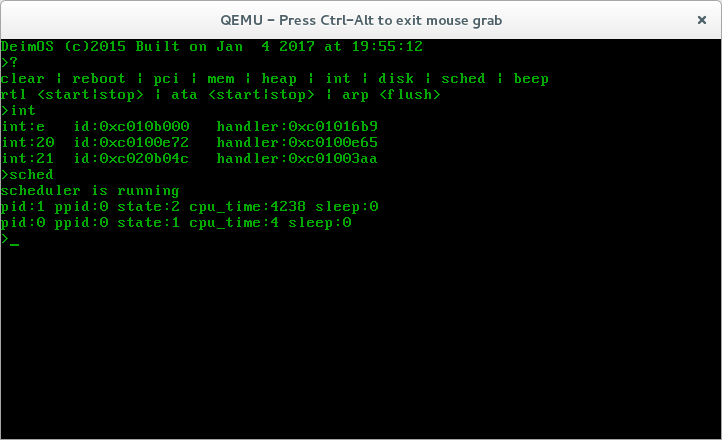 QEMU - Press Ctrl-Alt to exit mouse grab
DeimOS (c)2015 Built on Jan  4 2017 at 19:55:12
>?
clear | reboot | pci | mem | heap | int | disk | sched | beep
rtl <start|stop> | ata <start|stop> | arp <flush>
>int
int:e   id:0xc010b000   handler:0xc01016b9
int:20  id:0xc0100e72   handler:0xc0100e65
int:21  id:0xc020b04c   handler:0xc01003aa
>sched
scheduler is running
pid:1 ppid:0 state:2 cpu_time:4238 sleep:0
pid:0 ppid:0 state:1 cpu_time:4 sleep:0
>_